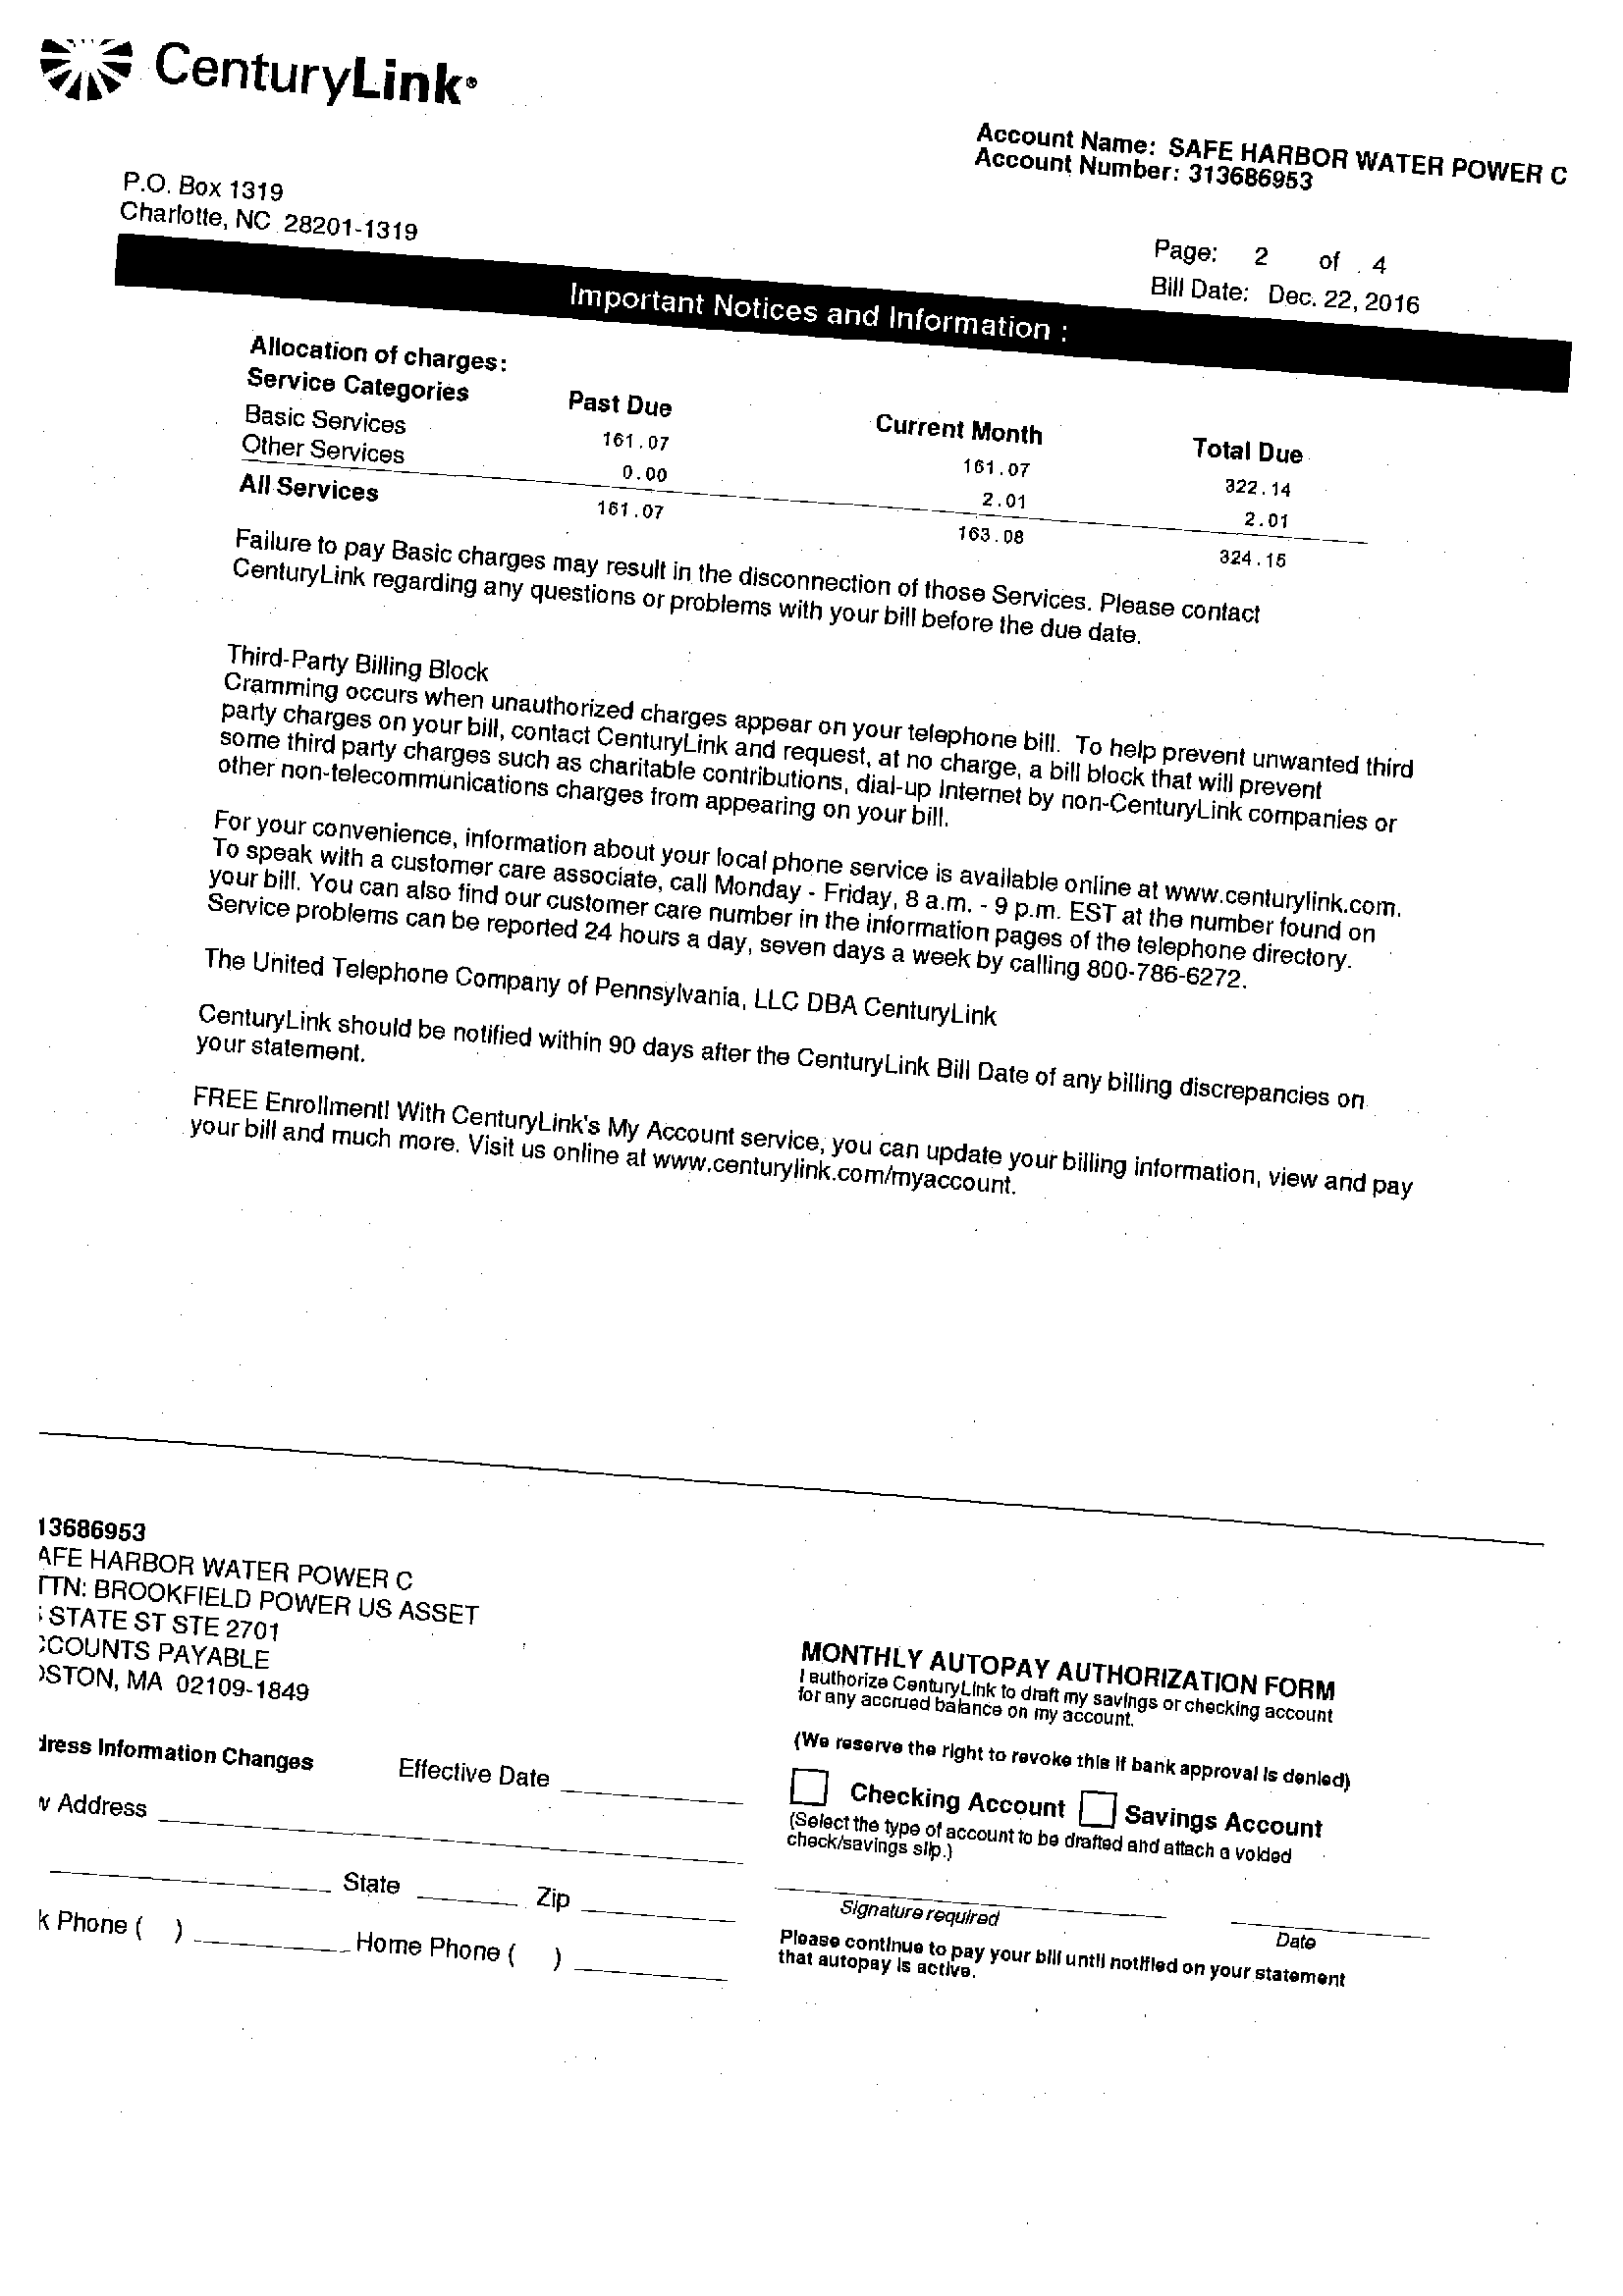 CenturyLink®
Account Name: SAFE HARBOR WATER POWER C
Account Number: 313686953
P.O. Box 1319
Charlotte, NC 28201-1319
Page: 2 of 4
Bill Date: Dec. 22, 2016
Important Notices and Information :
Allocation of charges:
Service Categories Past Due Current Month Total Due
Basic Services 161.07 161.07 322.14
Other Services 0.00 2.01 2.01
All Services 161.07 163.08 324.15
Failure to pay Basic charges may result in the disconnection of those Services. Please contact
CenturyLink regarding any questions or problems with your bill before the due date.
Third-Party Billing Block
Cramming occurs when unauthorized charges appear on your telephone bill. To help prevent unwanted third
party charges on your bill, contact CenturyLink and request, at no charge, a bill block that will prevent
some third party charges such as charitable contributions, dial-up Internet by non-CenturyLink companies or
other non-telecommunications charges from appearing on your bill.
For your convenience, information about your local phone service is available online at www.centurylink.com.
To speak with a customer care associate, call Monday - Friday, 8 a.m. - 9 p.m. EST at the number found on
your bill. You can also find our customer care number in the information pages of the telephone directory.
Service problems can be reported 24 hours a day, seven days a week by calling 800-786-6272.
The United Telephone Company of Pennsylvania, LLC DBA CenturyLink
CenturyLink should be notified within 90 days after the CenturyLink Bill Date of any billing discrepancies on
your statement.
FREE Enrollment! With CenturyLink's My Account service, you can update your billing information, view and pay
your bill and much more. Visit us online at www.centurylink.com/myaccount.
13686953
AFE HARBOR WATER POWER C
TTN: BROOKFIELD POWER US ASSET
STATE ST STE 2701
COUNTS PAYABLE
OSTON, MA 02109-1849
dress Information Changes Effective Date
w Address
State Zip
k Phone ( ) Home Phone ( )
MONTHLY AUTOPAY AUTHORIZATION FORM
I authorize CenturyLink to draft my savings or checking account
for any accrued balance on my account.
(We reserve the right to revoke this if bank approval is denied)
Checking Account Savings Account
(Select the type of account to be drafted and attach a voided
check/savings slip.)
Signature required Date
Please continue to pay your bill until notified on your statement
that autopay is active.